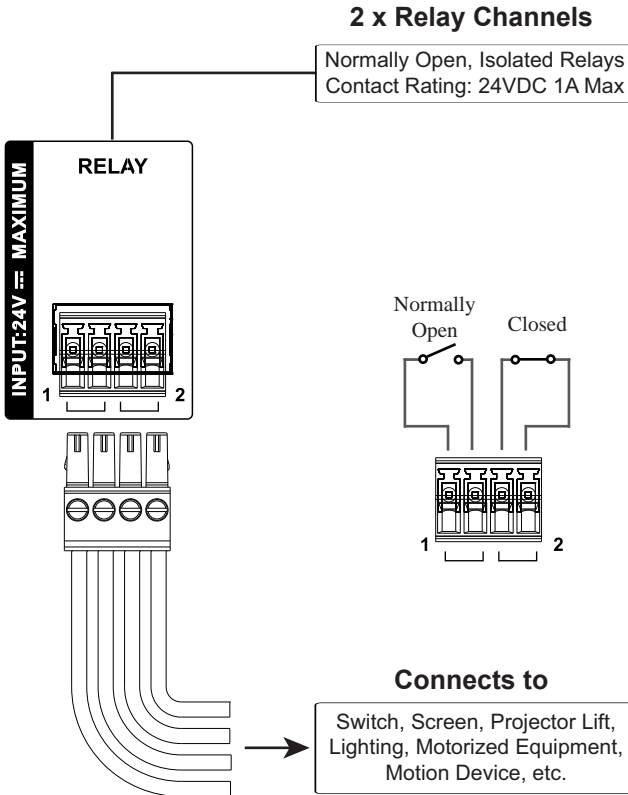 2 x Relay Channels
Normally Open, Isolated Relays
Contact Rating: 24VDC 1A Max
RELAY
INPUT:24V ⎓ MAXIMUM
1 2
Normally
Open
Closed
1 2
Connects to
Switch, Screen, Projector Lift,
Lighting, Motorized Equipment,
Motion Device, etc.